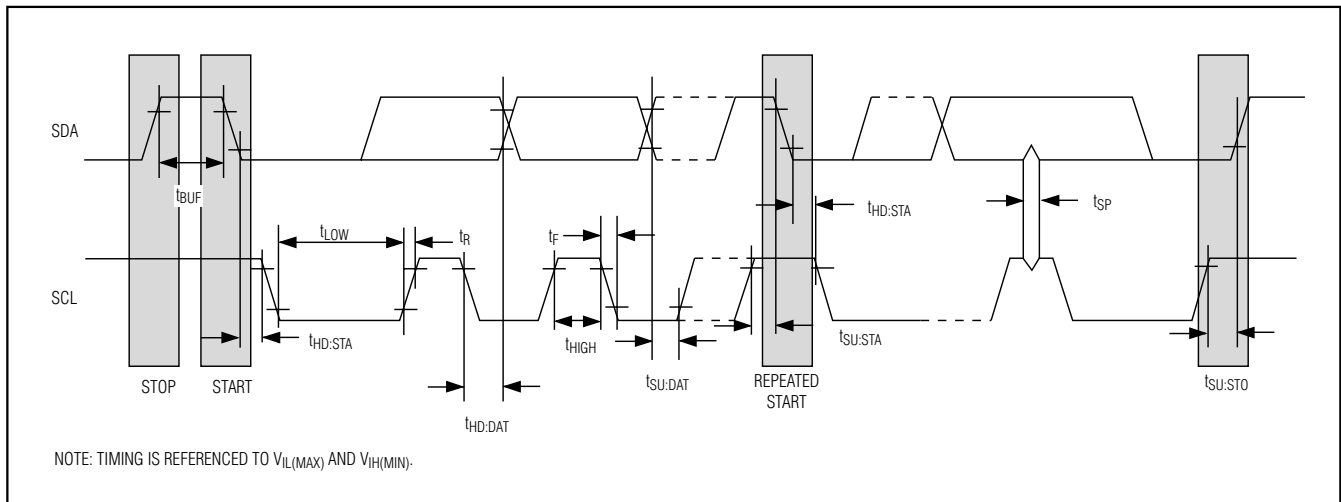 SDA
tBUF
tHD:STA
tSP
tLOW
tR
tF
SCL
tHD:STA
tHIGH
tSU:STA
tSU:DAT
STOP
START
REPEATED
START
tSU:STO
tHD:DAT
NOTE: TIMING IS REFERENCED TO VIL(MAX) AND VIH(MIN).